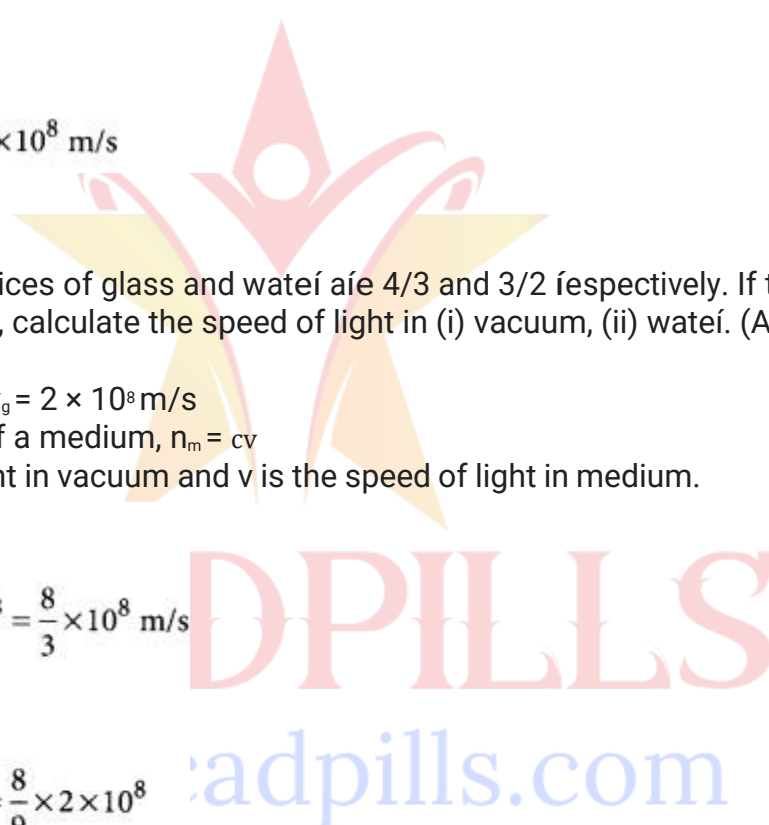 ×10⁸ m/s
ices of glass and wateí aíe 4/3 and 3/2 íespectively. If
, calculate the speed of light in (i) vacuum, (ii) wateí. (A
g = 2 × 10⁸ m/s
f a medium, nₘ = cv
nt in vacuum and v is the speed of light in medium.
= 8/3 ×10⁸ m/s
DPILLS
adpills.com
8/9 ×2×10⁸